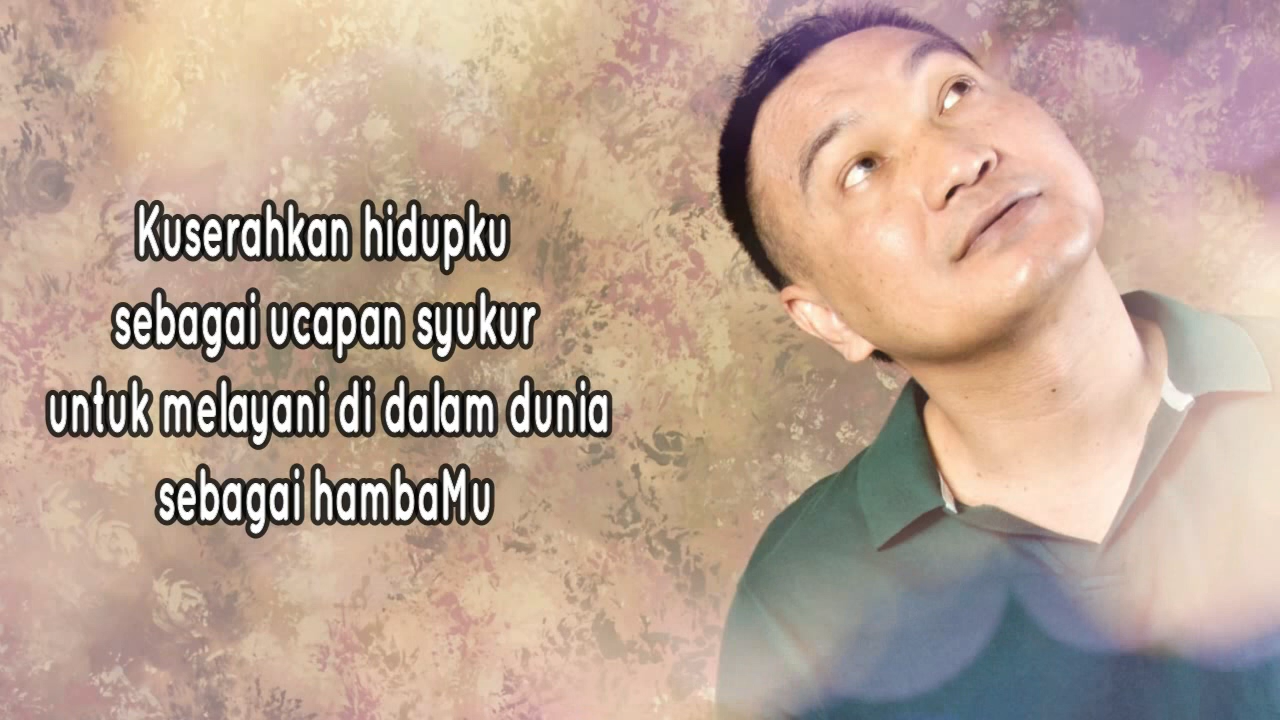 Kuserahkan hidupku
sebagai ucapan syukur
untuk melayani di dalam dunia
sebagai hambaMu